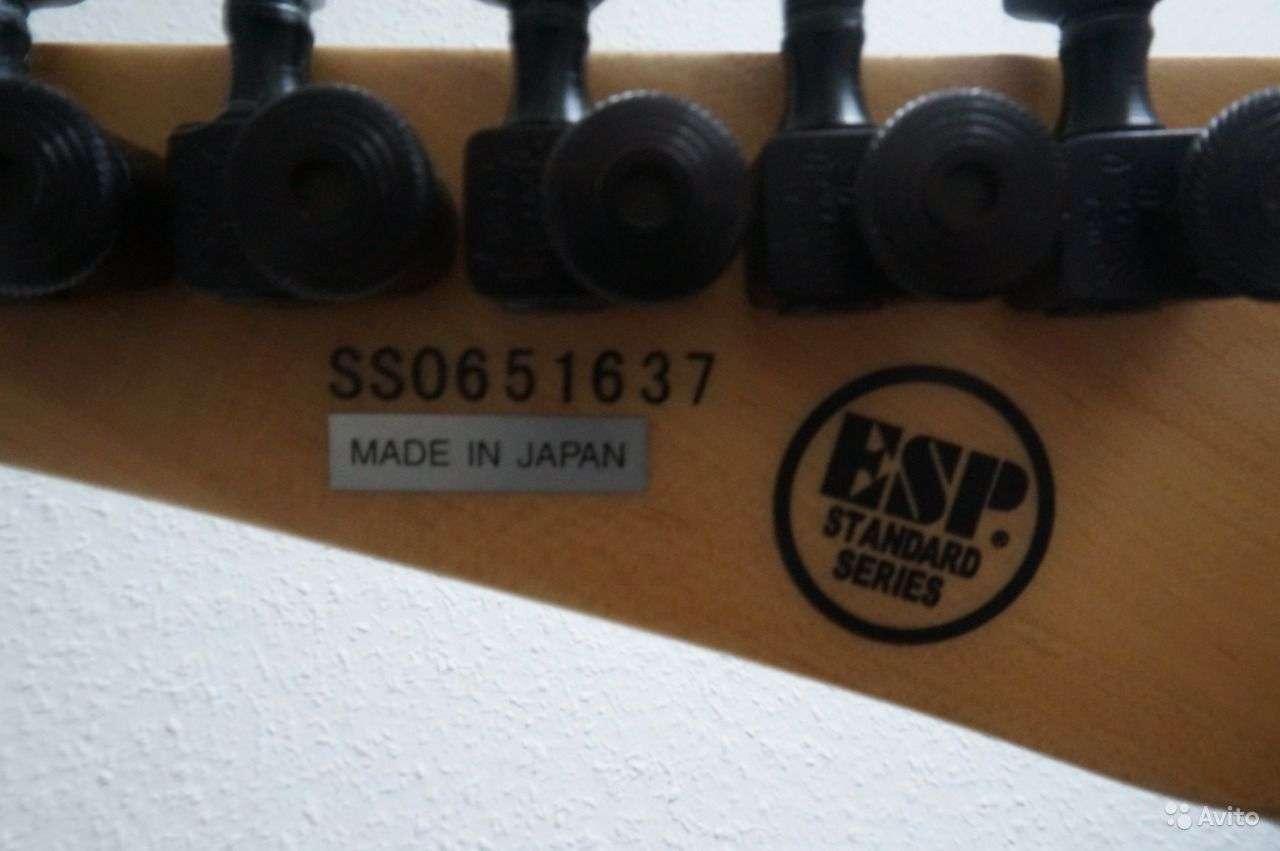 SS0651637
MADE IN JAPAN
ESP®
STANDARD
SERIES
Avito